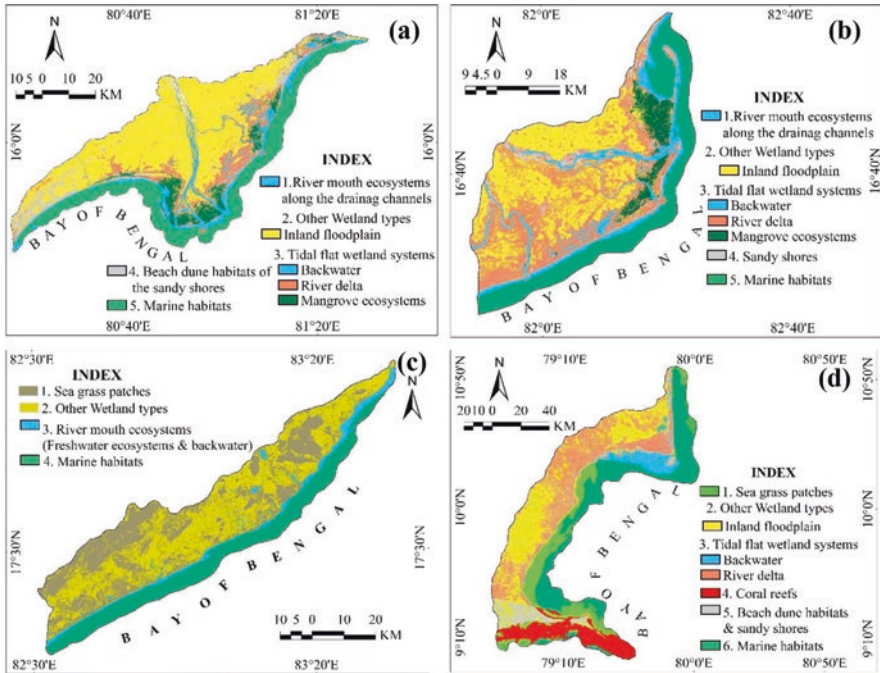 80°40'E
81°20'E
(a)
N
10 5 0 10 20
KM
16°0'N
16°0'N
INDEX
1.River mouth ecosystems
along the drainag channels
2. Other Wetland types
Inland floodplain
3. Tidal flat wetland systems
Backwater
River delta
Mangrove ecosystems
4. Beach dune habitats of
the sandy shores
5. Marine habitats
BAY OF BENGAL
80°40'E
81°20'E
82°0'E
82°40'E
(b)
N
9 4.5 0 9 18
KM
16°40'N
16°40'N
INDEX
1.River mouth ecosystems
along the drainag channels
2. Other Wetland types
Inland floodplain
3. Tidal flat wetland systems
Backwater
River delta
Mangrove ecosystems
4. Sandy shores
5. Marine habitats
BAY OF BENGAL
82°0'E
82°40'E
82°30'E
83°20'E
(c)
N
INDEX
1. Sea grass patches
2. Other Wetland types
3. River mouth ecosystems
(Freshwater ecosystems & backwater)
4. Marine habitats
17°30'N
17°30'N
BAY OF BENGAL
10 5 0 10 20
KM
82°30'E
83°20'E
79°10'E
80°0'E
80°50'E
(d)
N
10°50'N
10°50'N
2010 0 20 40
KM
10°0'N
10°0'N
INDEX
1. Sea grass patches
2. Other Wetland types
Inland floodplain
3. Tidal flat wetland systems
Backwater
River delta
4. Coral reefs
5. Beach dune habitats
& sandy shores
6. Marine habitats
BAY OF BENGAL
9°10'N
9°10'N
79°10'E
80°0'E
80°50'E